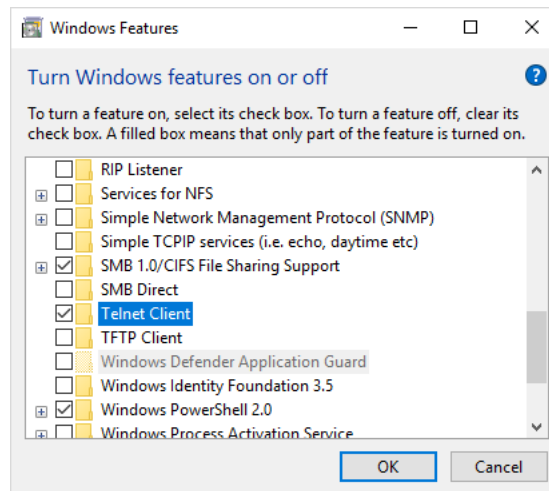 Windows Features
Turn Windows features on or off
?
To turn a feature on, select its check box. To turn a feature off, clear its
check box. A filled box means that only part of the feature is turned on.
RIP Listener
Services for NFS
Simple Network Management Protocol (SNMP)
Simple TCPIP services (i.e. echo, daytime etc)
SMB 1.0/CIFS File Sharing Support
SMB Direct
Telnet Client
TFTP Client
Windows Defender Application Guard
Windows Identity Foundation 3.5
Windows PowerShell 2.0
Windows Process Activation Service
OK
Cancel